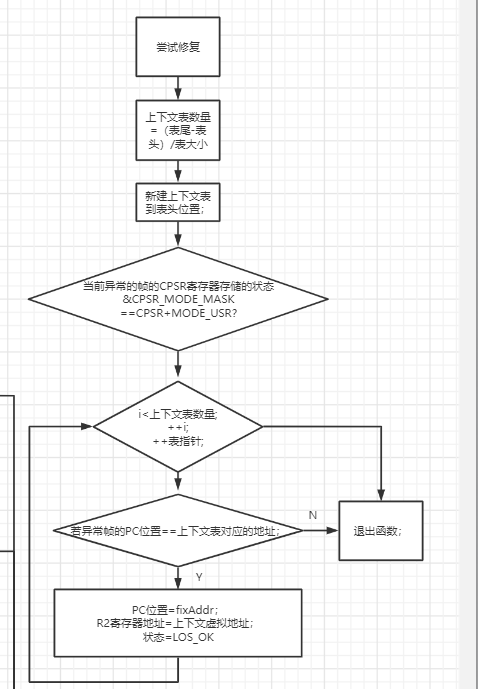 尝试修复
上下文表数量
=（表尾-表
头）/表大小
新建上下文表
到表头位置;
当前异常的帧的CPSR寄存器存储的状态
&CPSR_MODE_MASK
==CPSR+MODE_USR?
i<上下文表数量;
++i;
++表指针;
若异常帧的PC位置==上下文表对应的地址;
N
退出函数;
Y
PC位置=fixAddr;
R2寄存器地址=上下文虚拟地址;
状态=LOS_OK